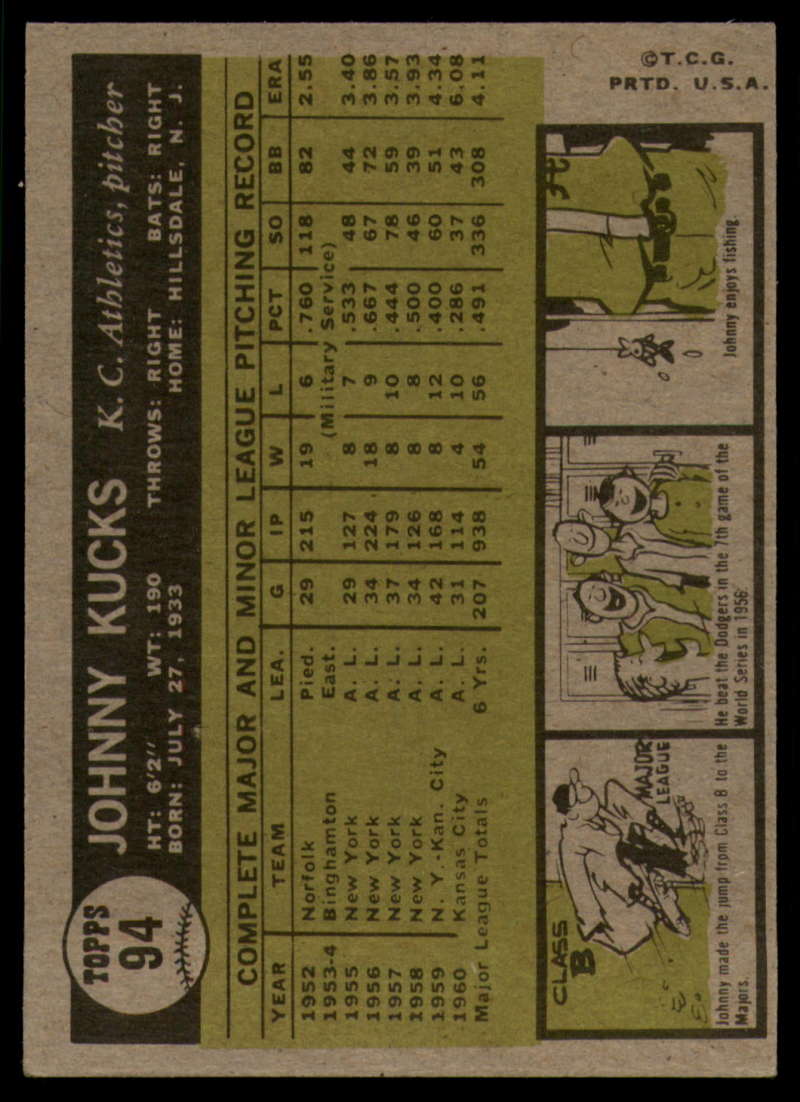 TOPPS
94
JOHNNY KUCKS K. C. Athletics, pitcher
HT: 6'2" WT: 190 THROWS: RIGHT BATS: RIGHT
BORN: JULY 27, 1933 HOME: HILLSDALE, N. J.
COMPLETE MAJOR AND MINOR LEAGUE PITCHING RECORD
YEAR TEAM LEA. G IP W L PCT SO BB ERA
1952 Norfolk Pied. 29 215 19 6 .760 118 82 2.55
1953-4 Binghamton East. (Military Service)
1955 New York A. L. 29 127 8 7 .533 48 44 3.40
1956 New York A. L. 34 224 18 9 .667 67 72 3.86
1957 New York A. L. 37 179 8 10 .444 78 59 3.57
1958 New York A. L. 34 126 8 8 .500 46 39 3.93
1959 N. Y.-Kan. City A. L. 42 168 8 12 .400 60 51 4.34
1960 Kansas City A. L. 31 114 4 10 .286 37 43 6.08
Major League Totals 6 Yrs. 207 938 54 56 .491 336 308 4.11
CLASS
B
MAJOR
LEAGUE
Johnny made the jump from Class B to the
Majors.
He beat the Dodgers in the 7th game of the
World Series in 1956.
Johnny enjoys fishing.
©T.C.G.
PRTD. U.S.A.